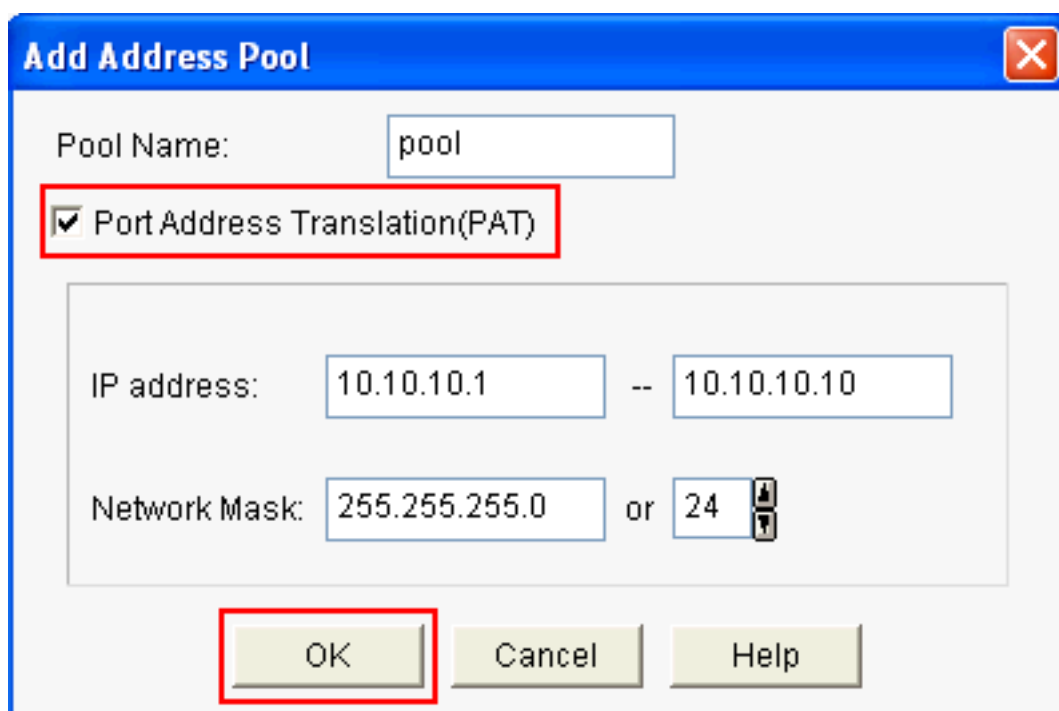 Add Address Pool
Pool Name: pool
Port Address Translation(PAT)
IP address: 10.10.10.1 -- 10.10.10.10
Network Mask: 255.255.255.0 or 24
OK Cancel Help